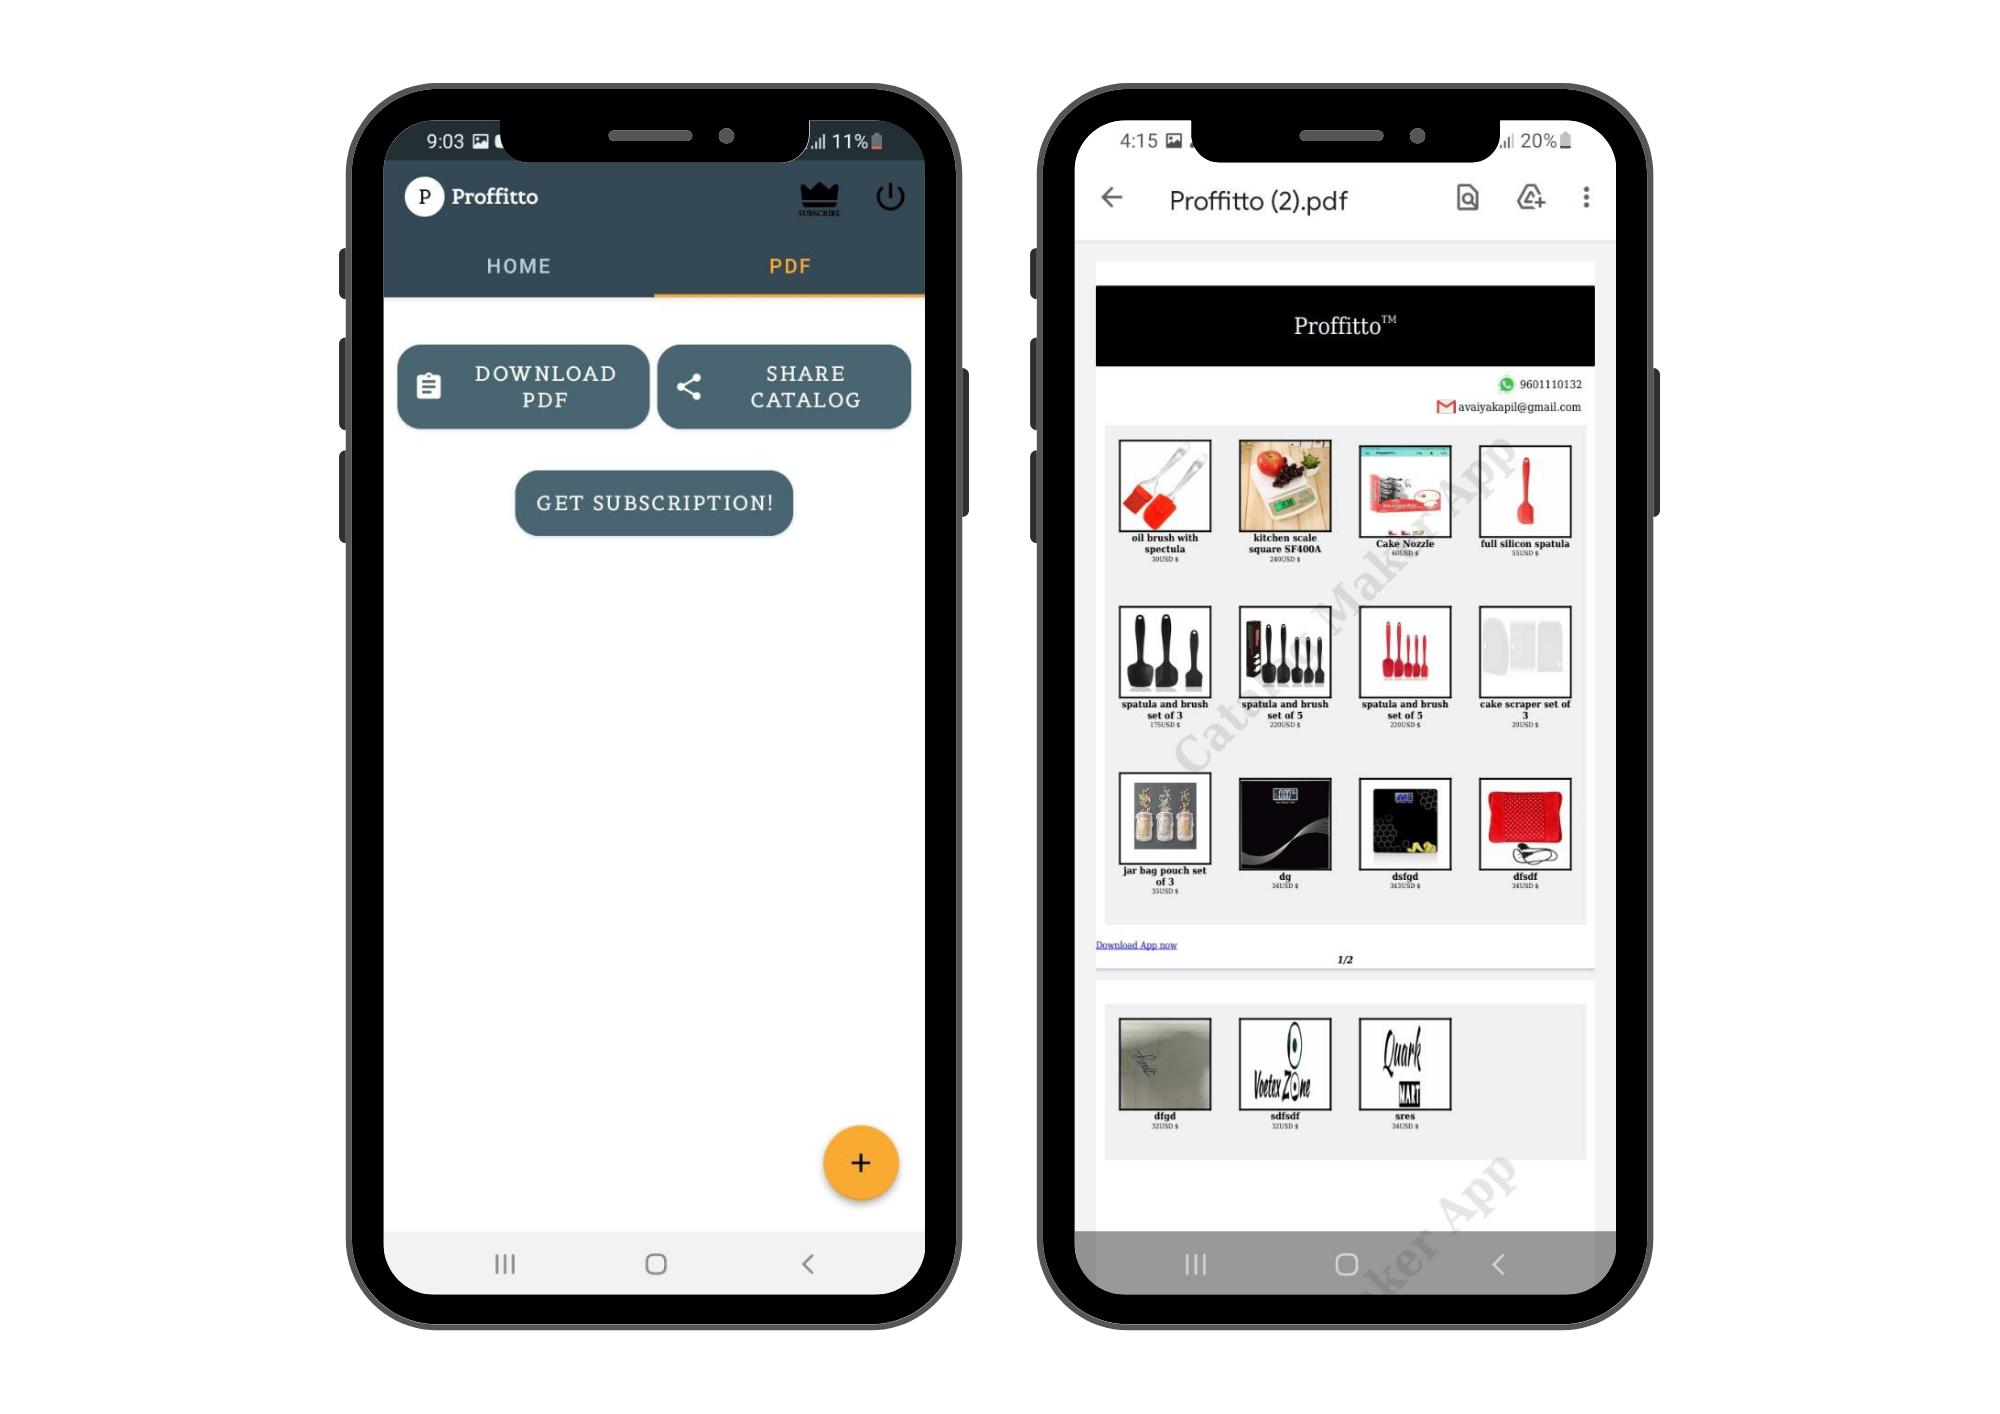 9:03
11%
P Proffitto
SUBSCRIBE
HOME
PDF
DOWNLOAD
PDF
SHARE
CATALOG
GET SUBSCRIPTION!
+
4:15
20%
Proffitto (2).pdf
Proffitto™
9601110132
avaiyakapil@gmail.com
oil brush with
spectula
30USD $
kitchen scale
square SF400A
240USD $
Cake Nozzle
60USD $
full silicon spatula
55USD $
spatula and brush
set of 3
175USD $
spatula and brush
set of 5
220USD $
spatula and brush
set of 5
220USD $
cake scraper set of
3
20USD $
jar bag pouch set
of 3
35USD $
dg
34USD $
dsfgd
343USD $
dfsdf
34USD $
Catalog Maker App
Download App now
1/2
dfgd
32USD $
Voetex Zone
sdfsdf
32USD $
Quark
MART
sres
34USD $
ker App